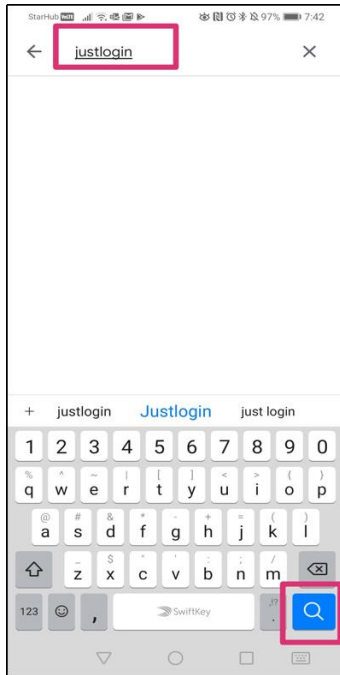 StarHub 97% 7:42
justlogin
+ justlogin Justlogin just login
1 2 3 4 5 6 7 8 9 0
% ^ ~ | [ ] < > { }
q w e r t y u i o p
@ # & * - + = ( )
a s d f g h j k l
_ $ " ' : ; /
z x c v b n m
123 , SwiftKey ,!? .